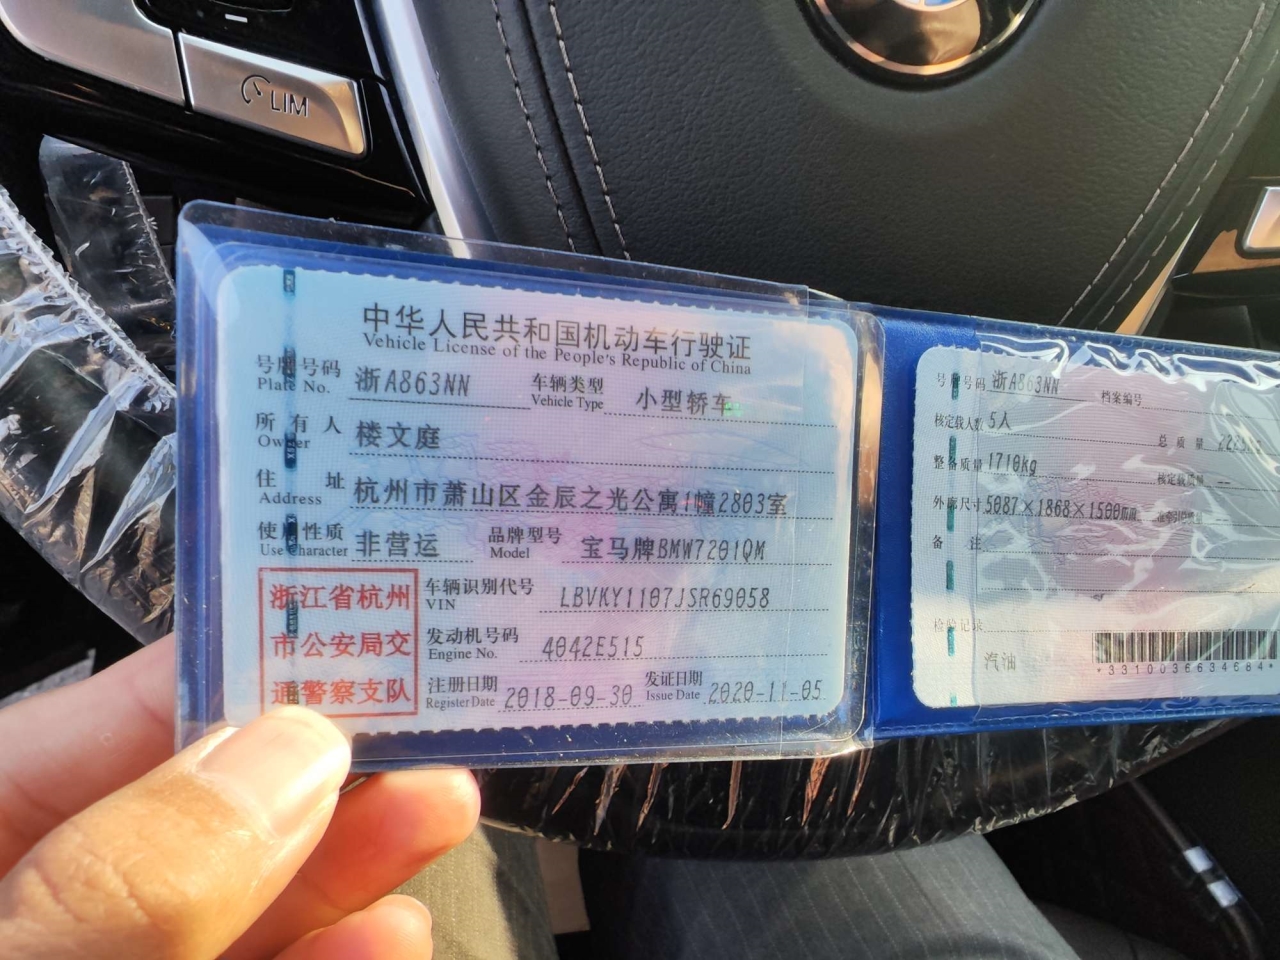 LIM
中华人民共和国机动车行驶证
Vehicle License of the People's Republic of China
号牌号码 浙A863NN 车辆类型 小型轿车
Plate No. Vehicle Type
所有人 楼文庭
Owner
住址 杭州市萧山区金辰之光公寓1幢2803室
Address
使用性质 非营运 品牌型号 宝马牌BMW7201QM
Use Character Model
浙江省杭州
市公安局交
通警察支队
车辆识别代号 LBVKY1107JSR69058
VIN
发动机号码 4042E515
Engine No.
注册日期 2018-09-30 发证日期 2020-11-05
Register Date Issue Date
号牌号码 浙A863NN 档案编号
核定载人数 5人 总质量
整备质量 1710kg 核定载质量 --
外廓尺寸 5087×1868×1500mm
备注
检验记录
汽油
*3310036634684*